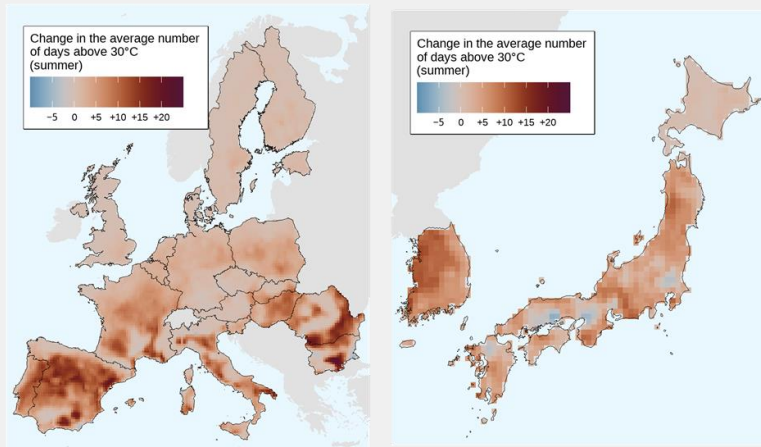 Change in the average number
of days above 30°C
(summer)
−5 0 +5 +10 +15 +20
Change in the average number
of days above 30°C
(summer)
−5 0 +5 +10 +15 +20